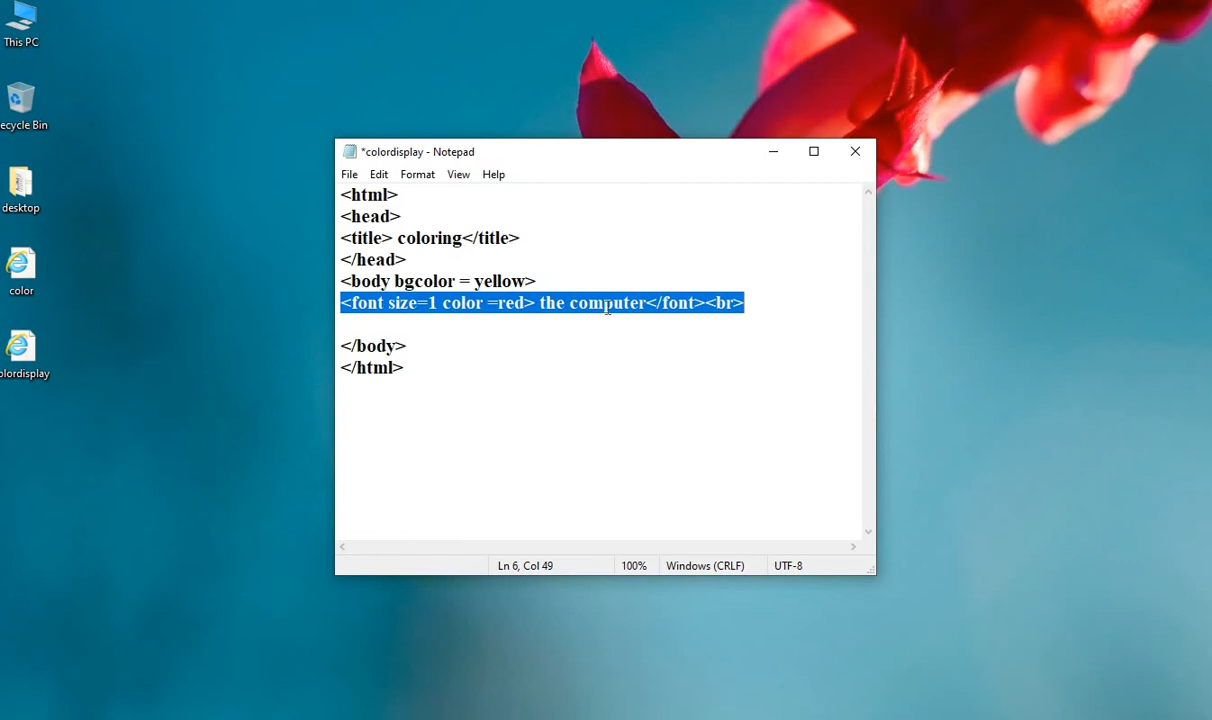 This PC
ecycle Bin
desktop
color
olordisplay
*colordisplay - Notepad
File Edit Format View Help
<html>
<head>
<title> coloring</title>
</head>
<body bgcolor = yellow>
<font size=1 color =red> the computer</font><br>
</body>
</html>
Ln 6, Col 49 100% Windows (CRLF) UTF-8